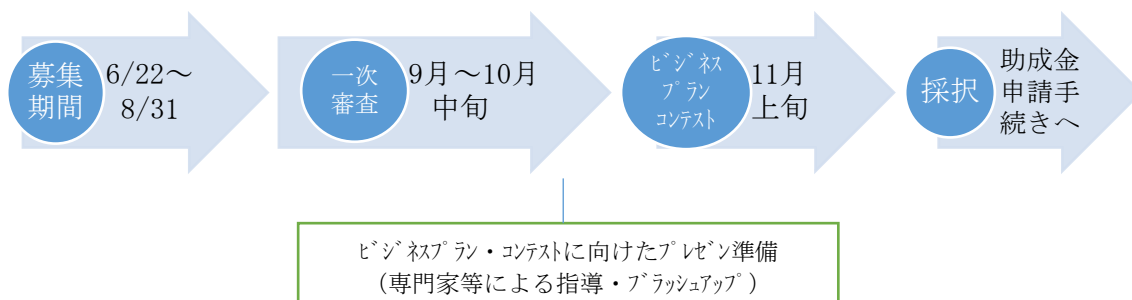 募集
期間
6/22～
8/31
一次
審査
9月～10月
中旬
ﾋﾞｼﾞﾈｽ
ﾌﾟﾗﾝ
ｺﾝﾃｽﾄ
11月
上旬
採択
助成金
申請手
続きへ
ﾋﾞｼﾞﾈｽﾌﾟﾗﾝ・ｺﾝﾃｽﾄに向けたﾌﾟﾚｾﾞﾝ準備
(専門家等による指導・ﾌﾞﾗｯｼｭｱｯﾌﾟ)